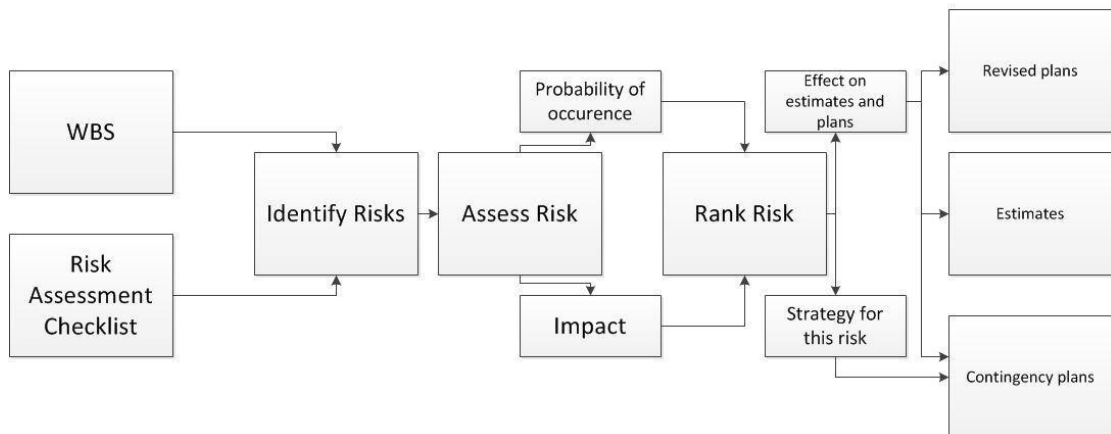 WBS
Risk
Assessment
Checklist
Identify Risks
Assess Risk
Probability of
occurence
Impact
Rank Risk
Effect on
estimates and
plans
Strategy for
this risk
Revised plans
Estimates
Contingency plans